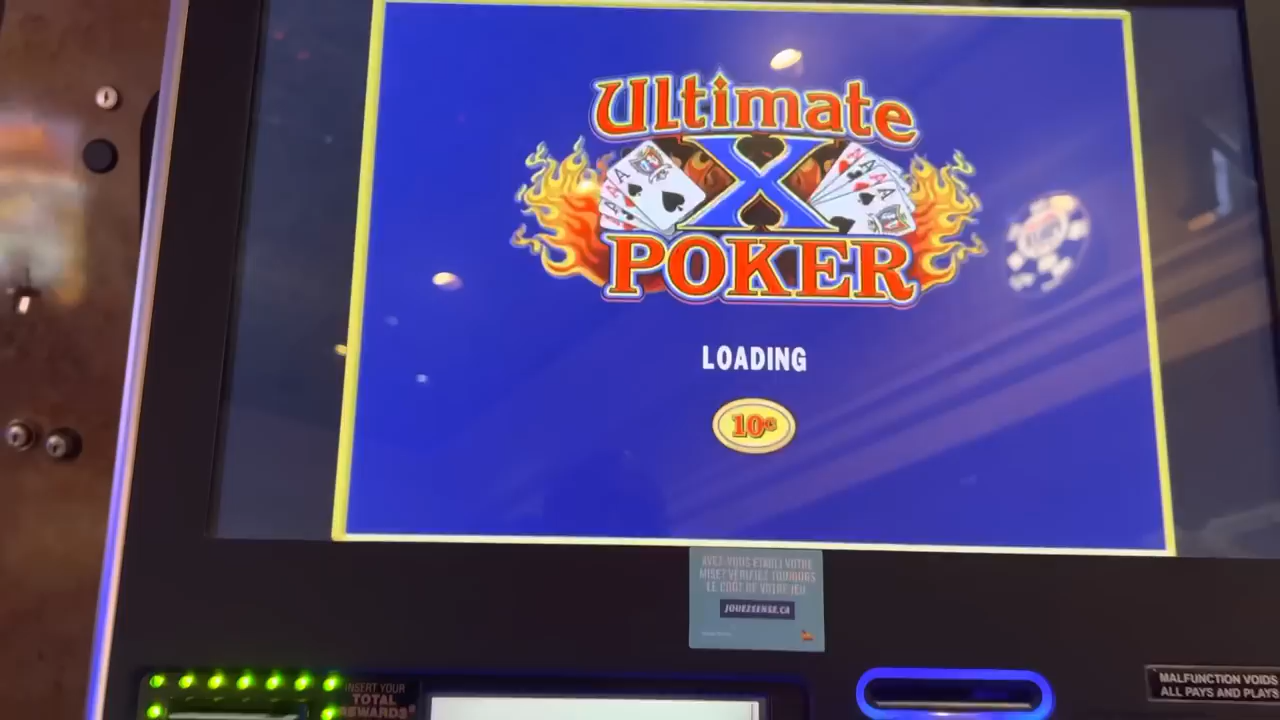 Ultimate
X
POKER
LOADING
10¢
AVEZ-VOUS ÉTABLI VOTRE
MISE? VÉRIFIEZ TOUJOURS
LE COÛT DE VOTRE JEU
JOUEZSENSE.CA
INSERT YOUR
TOTAL
REWARDS®
MALFUNCTION VOIDS
ALL PAYS AND PLAYS